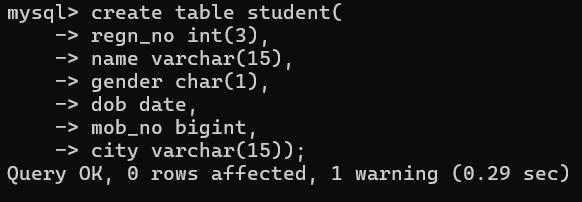 mysql> create table student(
    -> regn_no int(3),
    -> name varchar(15),
    -> gender char(1),
    -> dob date,
    -> mob_no bigint,
    -> city varchar(15));
Query OK, 0 rows affected, 1 warning (0.29 sec)